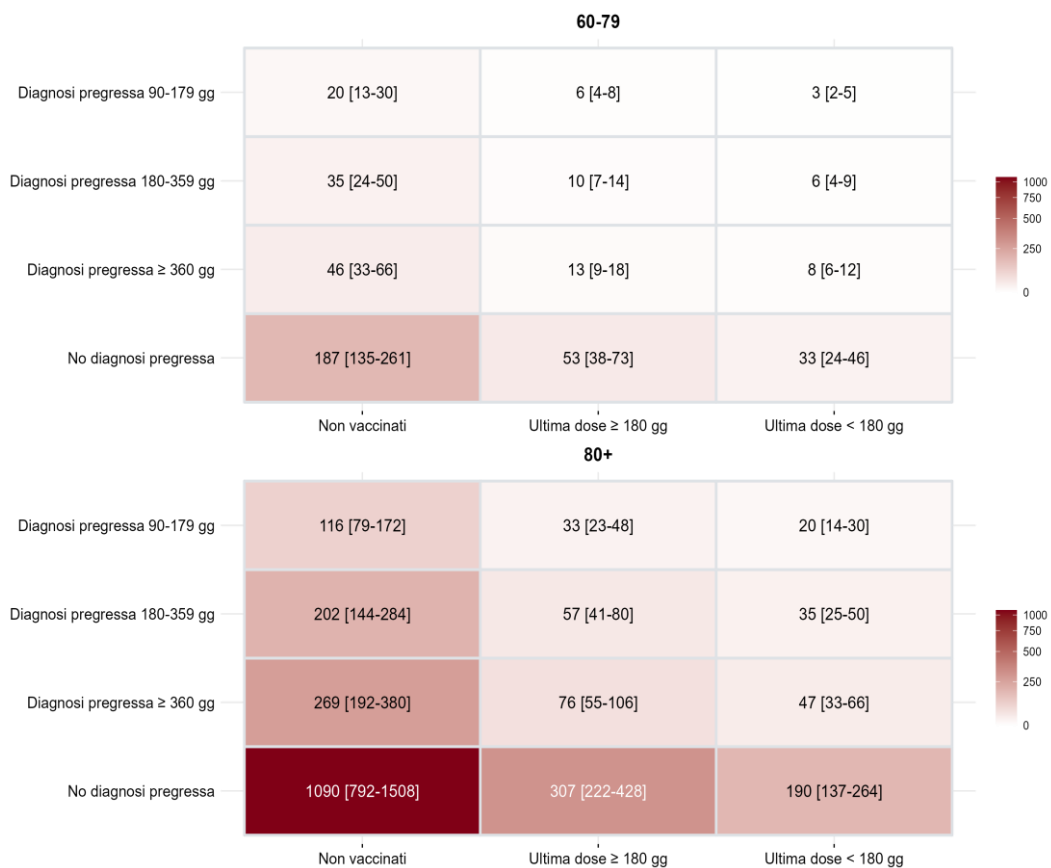 60-79
Diagnosi pregressa 90-179 gg 20 [13-30] 6 [4-8] 3 [2-5]
Diagnosi pregressa 180-359 gg 35 [24-50] 10 [7-14] 6 [4-9]
Diagnosi pregressa ≥ 360 gg 46 [33-66] 13 [9-18] 8 [6-12]
No diagnosi pregressa 187 [135-261] 53 [38-73] 33 [24-46]
Non vaccinati Ultima dose ≥ 180 gg Ultima dose < 180 gg
1000
750
500
250
0
80+
Diagnosi pregressa 90-179 gg 116 [79-172] 33 [23-48] 20 [14-30]
Diagnosi pregressa 180-359 gg 202 [144-284] 57 [41-80] 35 [25-50]
Diagnosi pregressa ≥ 360 gg 269 [192-380] 76 [55-106] 47 [33-66]
No diagnosi pregressa 1090 [792-1508] 307 [222-428] 190 [137-264]
Non vaccinati Ultima dose ≥ 180 gg Ultima dose < 180 gg
1000
750
500
250
0